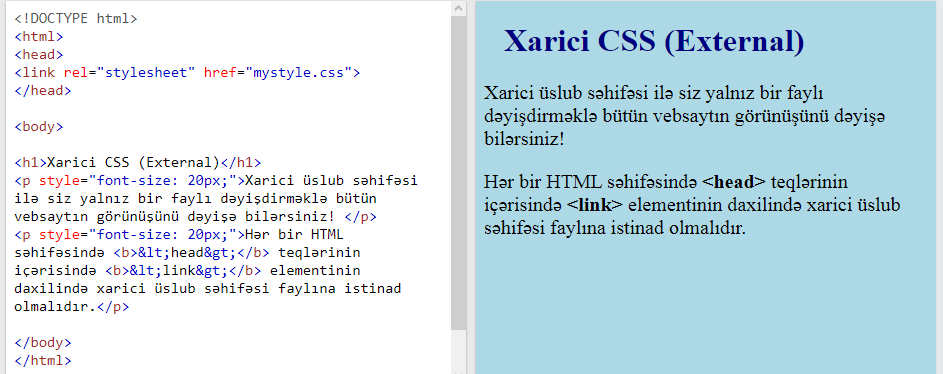 <!DOCTYPE html>
<html>
<head>
<link rel="stylesheet" href="mystyle.css">
</head>
<body>
<h1>Xarici CSS (External)</h1>
<p style="font-size: 20px;">Xarici üslub səhifəsi
ilə siz yalnız bir faylı dəyişdirməklə bütün
vebsaytın görünüşünü dəyişə bilərsiniz! </p>
<p style="font-size: 20px;">Hər bir HTML
səhifəsində <b>&lt;head&gt;</b> teqlərinin
içərisində <b>&lt;link&gt;</b> elementinin
daxilində xarici üslub səhifəsi faylına istinad
olmalıdır.</p>
</body>
</html>
Xarici CSS (External)
Xarici üslub səhifəsi ilə siz yalnız bir faylı
dəyişdirməklə bütün vebsaytın görünüşünü dəyişə
bilərsiniz!
Hər bir HTML səhifəsində <head> teqlərinin
içərisində <link> elementinin daxilində xarici üslub
səhifəsi faylına istinad olmalıdır.